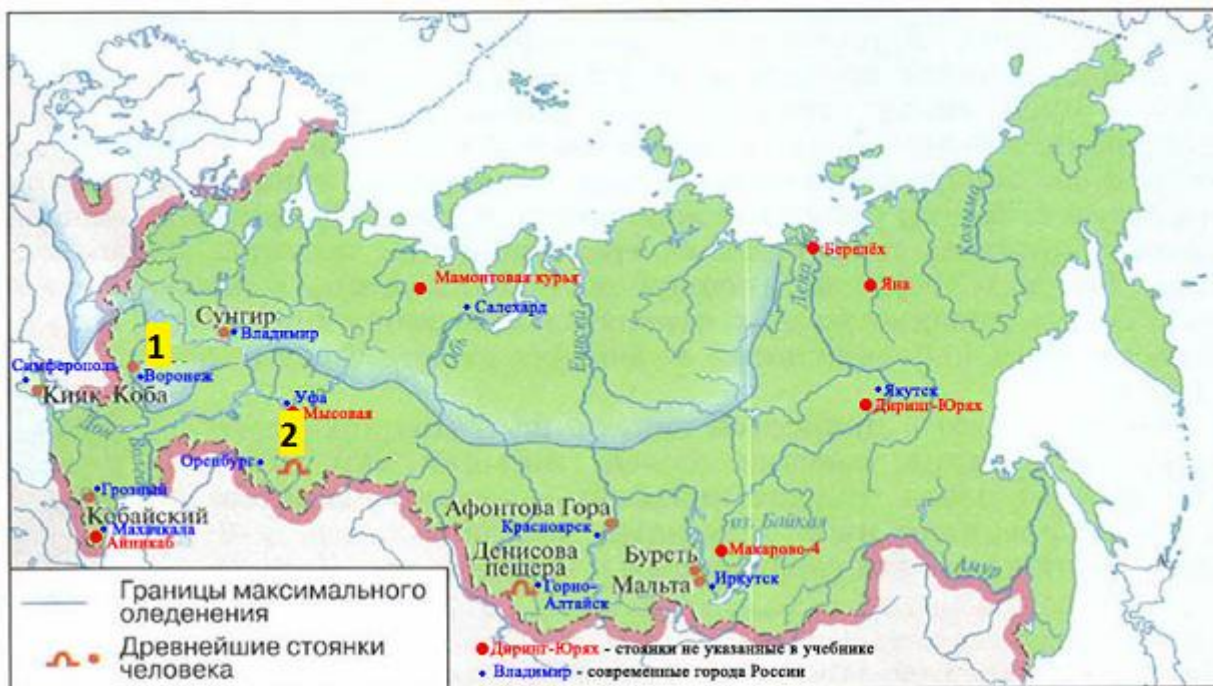 Берелёх
Яна
Мамонтовая курья
Салехард
Колыма
Лена
Обь
Енисей
Сунгир
Владимир
1
Воронеж
Симферополь
Кияк-Коба
Дон
Уфа
Мысовая
2
Оренбург
Якутск
Диринг-Юрях
Грозный
Кобайский
Махачкала
Айникаб
Афонтова Гора
Красноярск
оз. Байкал
Макарово-4
Денисова
пещера
Горно-
Алтайск
Бурсть
Мальта
Иркутск
Амур
Границы максимального
оледенения
Древнейшие стоянки
человека
Диринг-Юрях - стоянки не указанные в учебнике
Владимир - современные города России